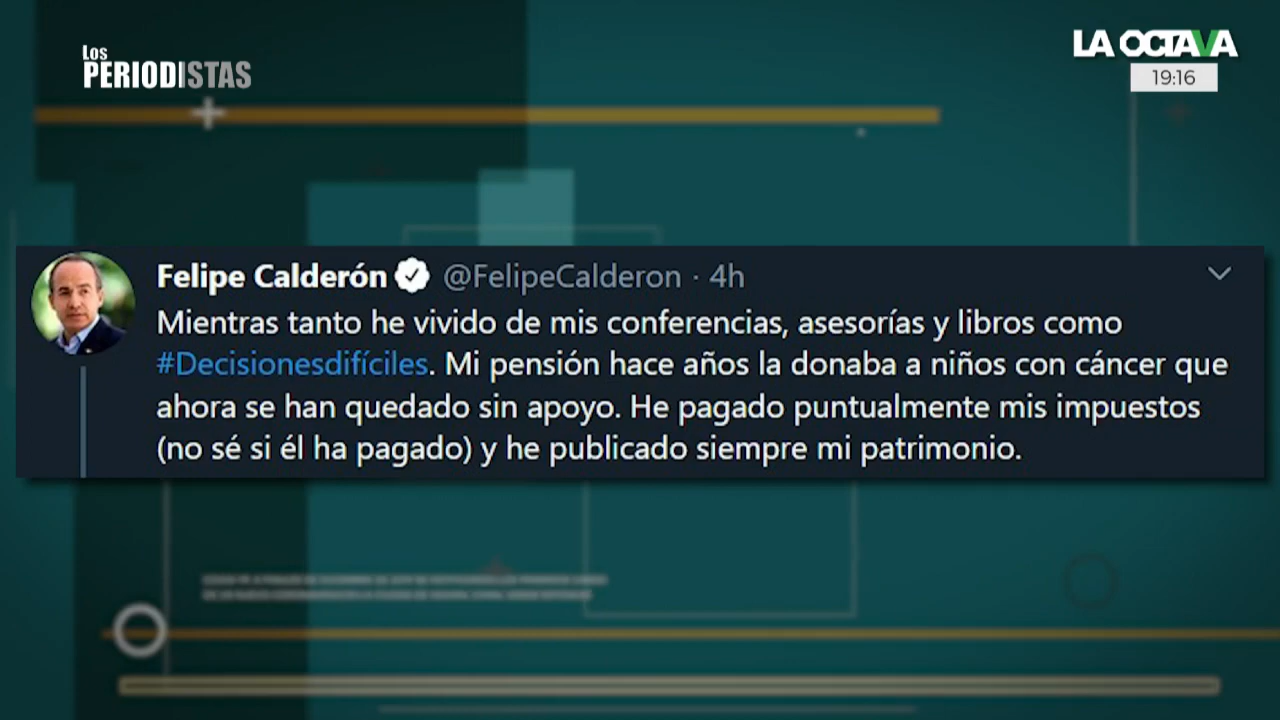 Los
PERIODISTAS
LA OCTAVA
19:16
Felipe Calderón @FelipeCalderon · 4h
Mientras tanto he vivido de mis conferencias, asesorías y libros como
#Decisionesdifíciles. Mi pensión hace años la donaba a niños con cáncer que
ahora se han quedado sin apoyo. He pagado puntualmente mis impuestos
(no sé si él ha pagado) y he publicado siempre mi patrimonio.